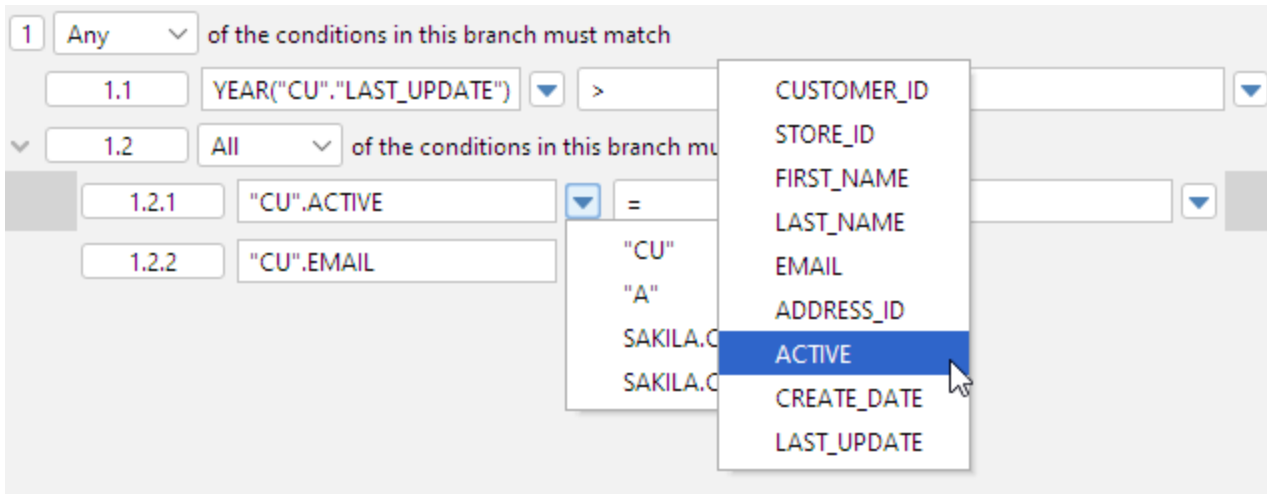 1 Any of the conditions in this branch must match
1.1 YEAR("CU"."LAST_UPDATE") >
1.2 All of the conditions in this branch
1.2.1 "CU".ACTIVE =
1.2.2 "CU".EMAIL
"CU"
"A"
SAKILA.C
SAKILA.C
CUSTOMER_ID
STORE_ID
FIRST_NAME
LAST_NAME
EMAIL
ADDRESS_ID
ACTIVE
CREATE_DATE
LAST_UPDATE